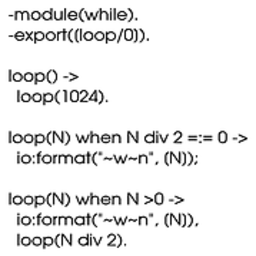 -module(while).
-export((loop/0)).
loop() ->
loop(1024).
loop(N) when N div 2 =:= 0 ->
io:format("~w~n", (N));
loop(N) when N >0 ->
io:format("~w~n", (N)),
loop(N div 2).